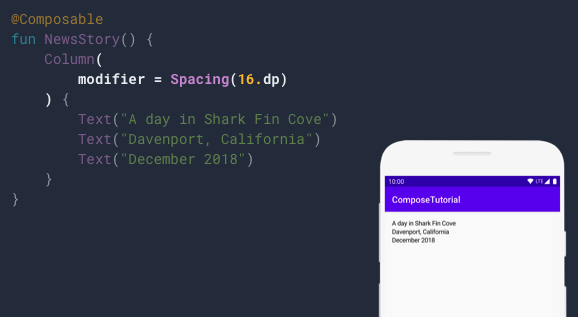 @Composable
fun NewsStory() {
    Column(
        modifier = Spacing(16.dp)
    ) {
        Text("A day in Shark Fin Cove")
        Text("Davenport, California")
        Text("December 2018")
    }
}
10:00 LTE
ComposeTutorial
A day in Shark Fin Cove
Davenport, California
December 2018